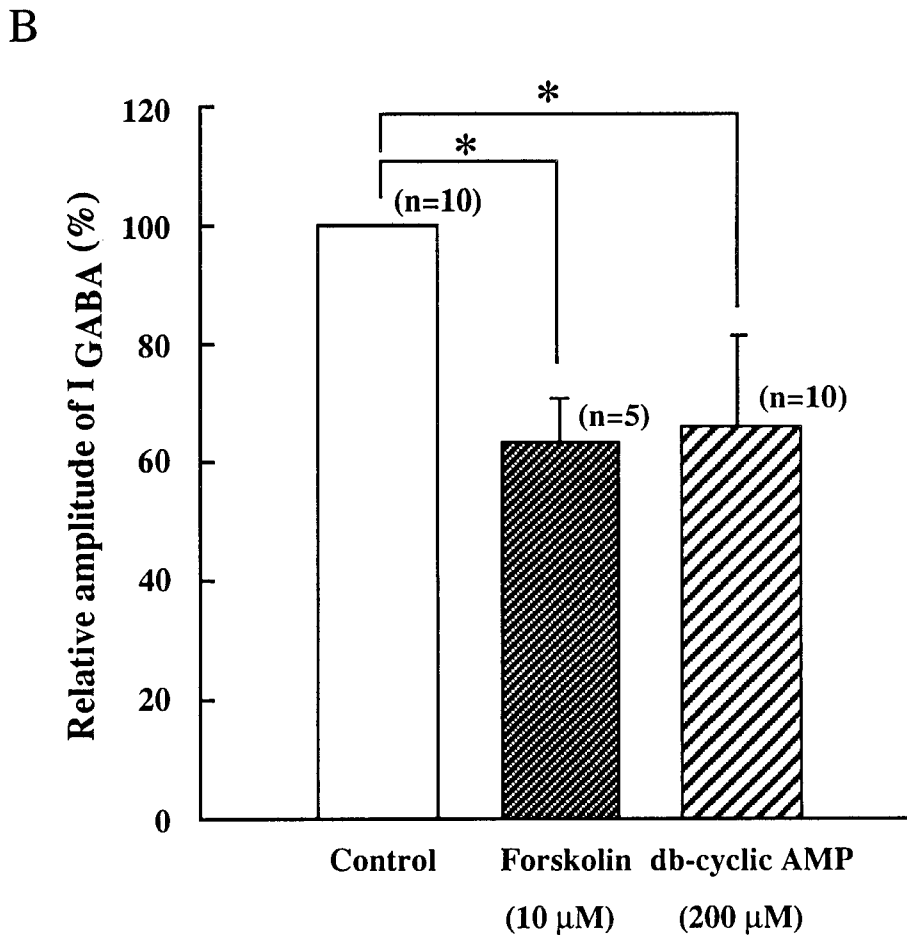 B
Relative amplitude of I GABA (%)
120
100
80
60
40
20
0
*
*
(n=10)
(n=5)
(n=10)
Control
Forskolin
(10 μM)
db-cyclic AMP
(200 μM)